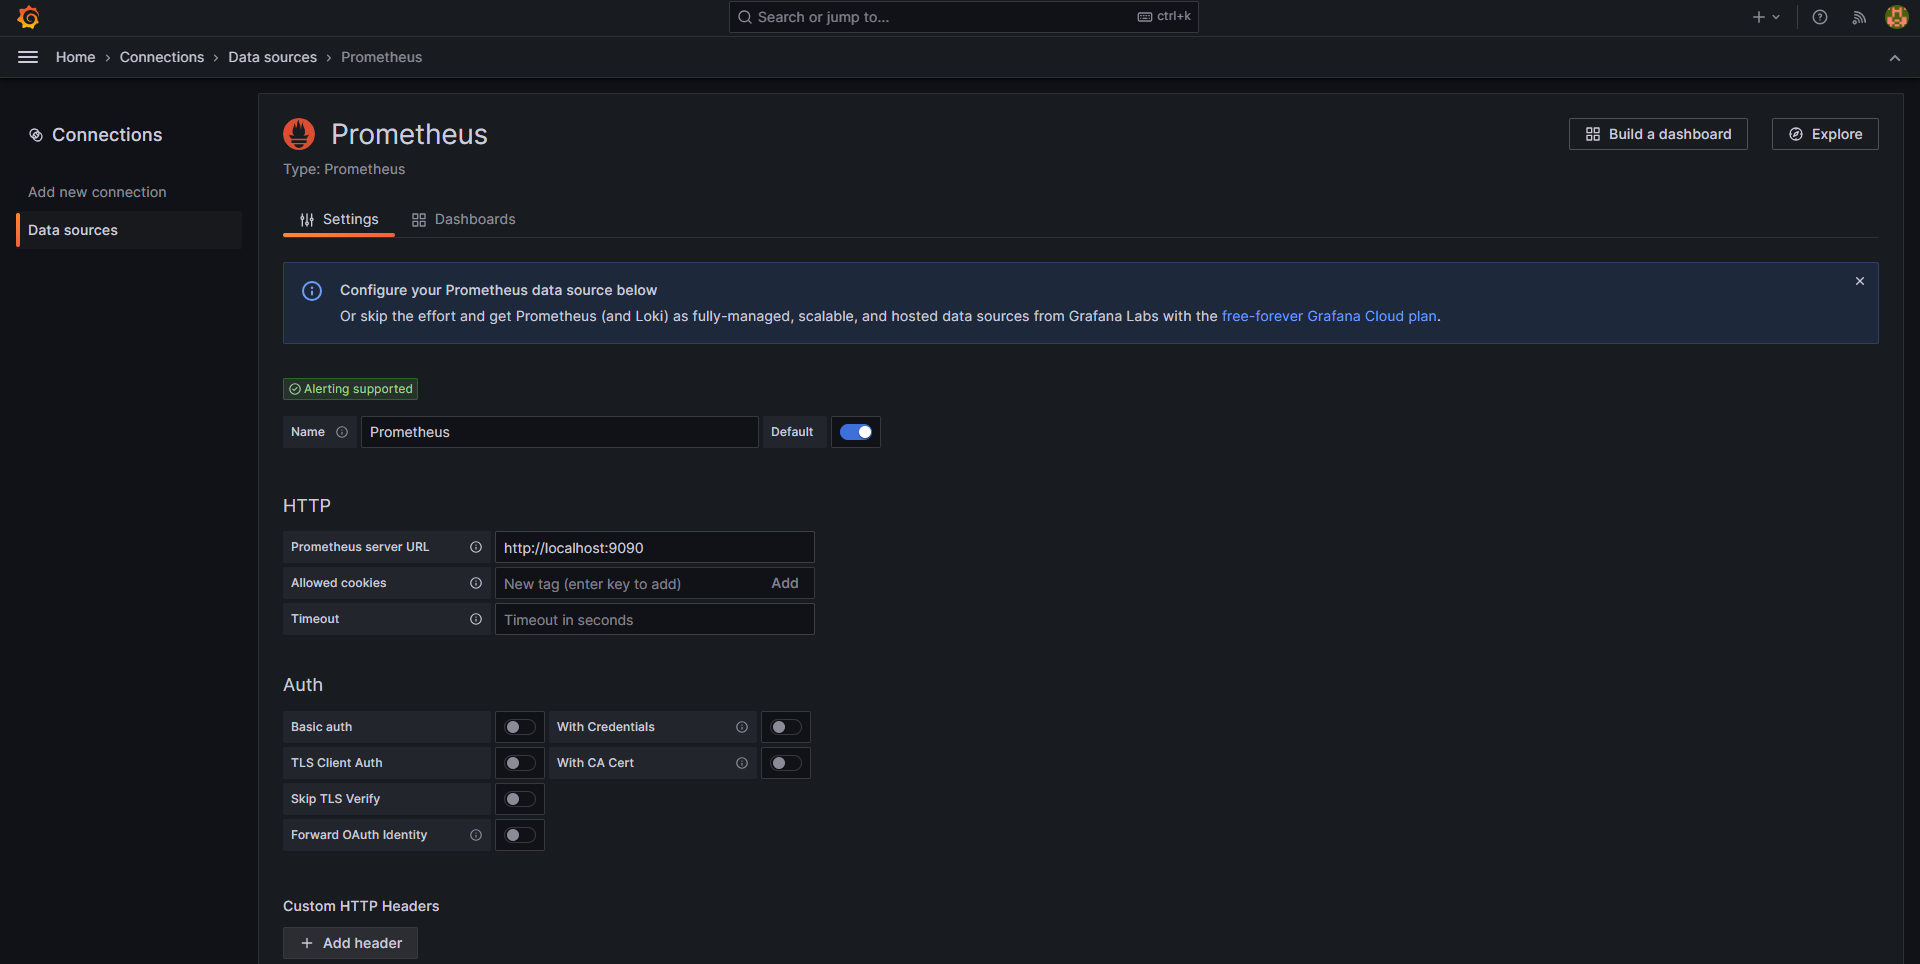 Search or jump to... ctrl+k
Home › Connections › Data sources › Prometheus
Connections
Add new connection
Data sources
Prometheus
Type: Prometheus
Build a dashboard
Explore
Settings
Dashboards
Configure your Prometheus data source below
Or skip the effort and get Prometheus (and Loki) as fully-managed, scalable, and hosted data sources from Grafana Labs with the free-forever Grafana Cloud plan.
Alerting supported
Name Prometheus Default
HTTP
Prometheus server URL http://localhost:9090
Allowed cookies New tag (enter key to add) Add
Timeout Timeout in seconds
Auth
Basic auth With Credentials
TLS Client Auth With CA Cert
Skip TLS Verify
Forward OAuth Identity
Custom HTTP Headers
+ Add header